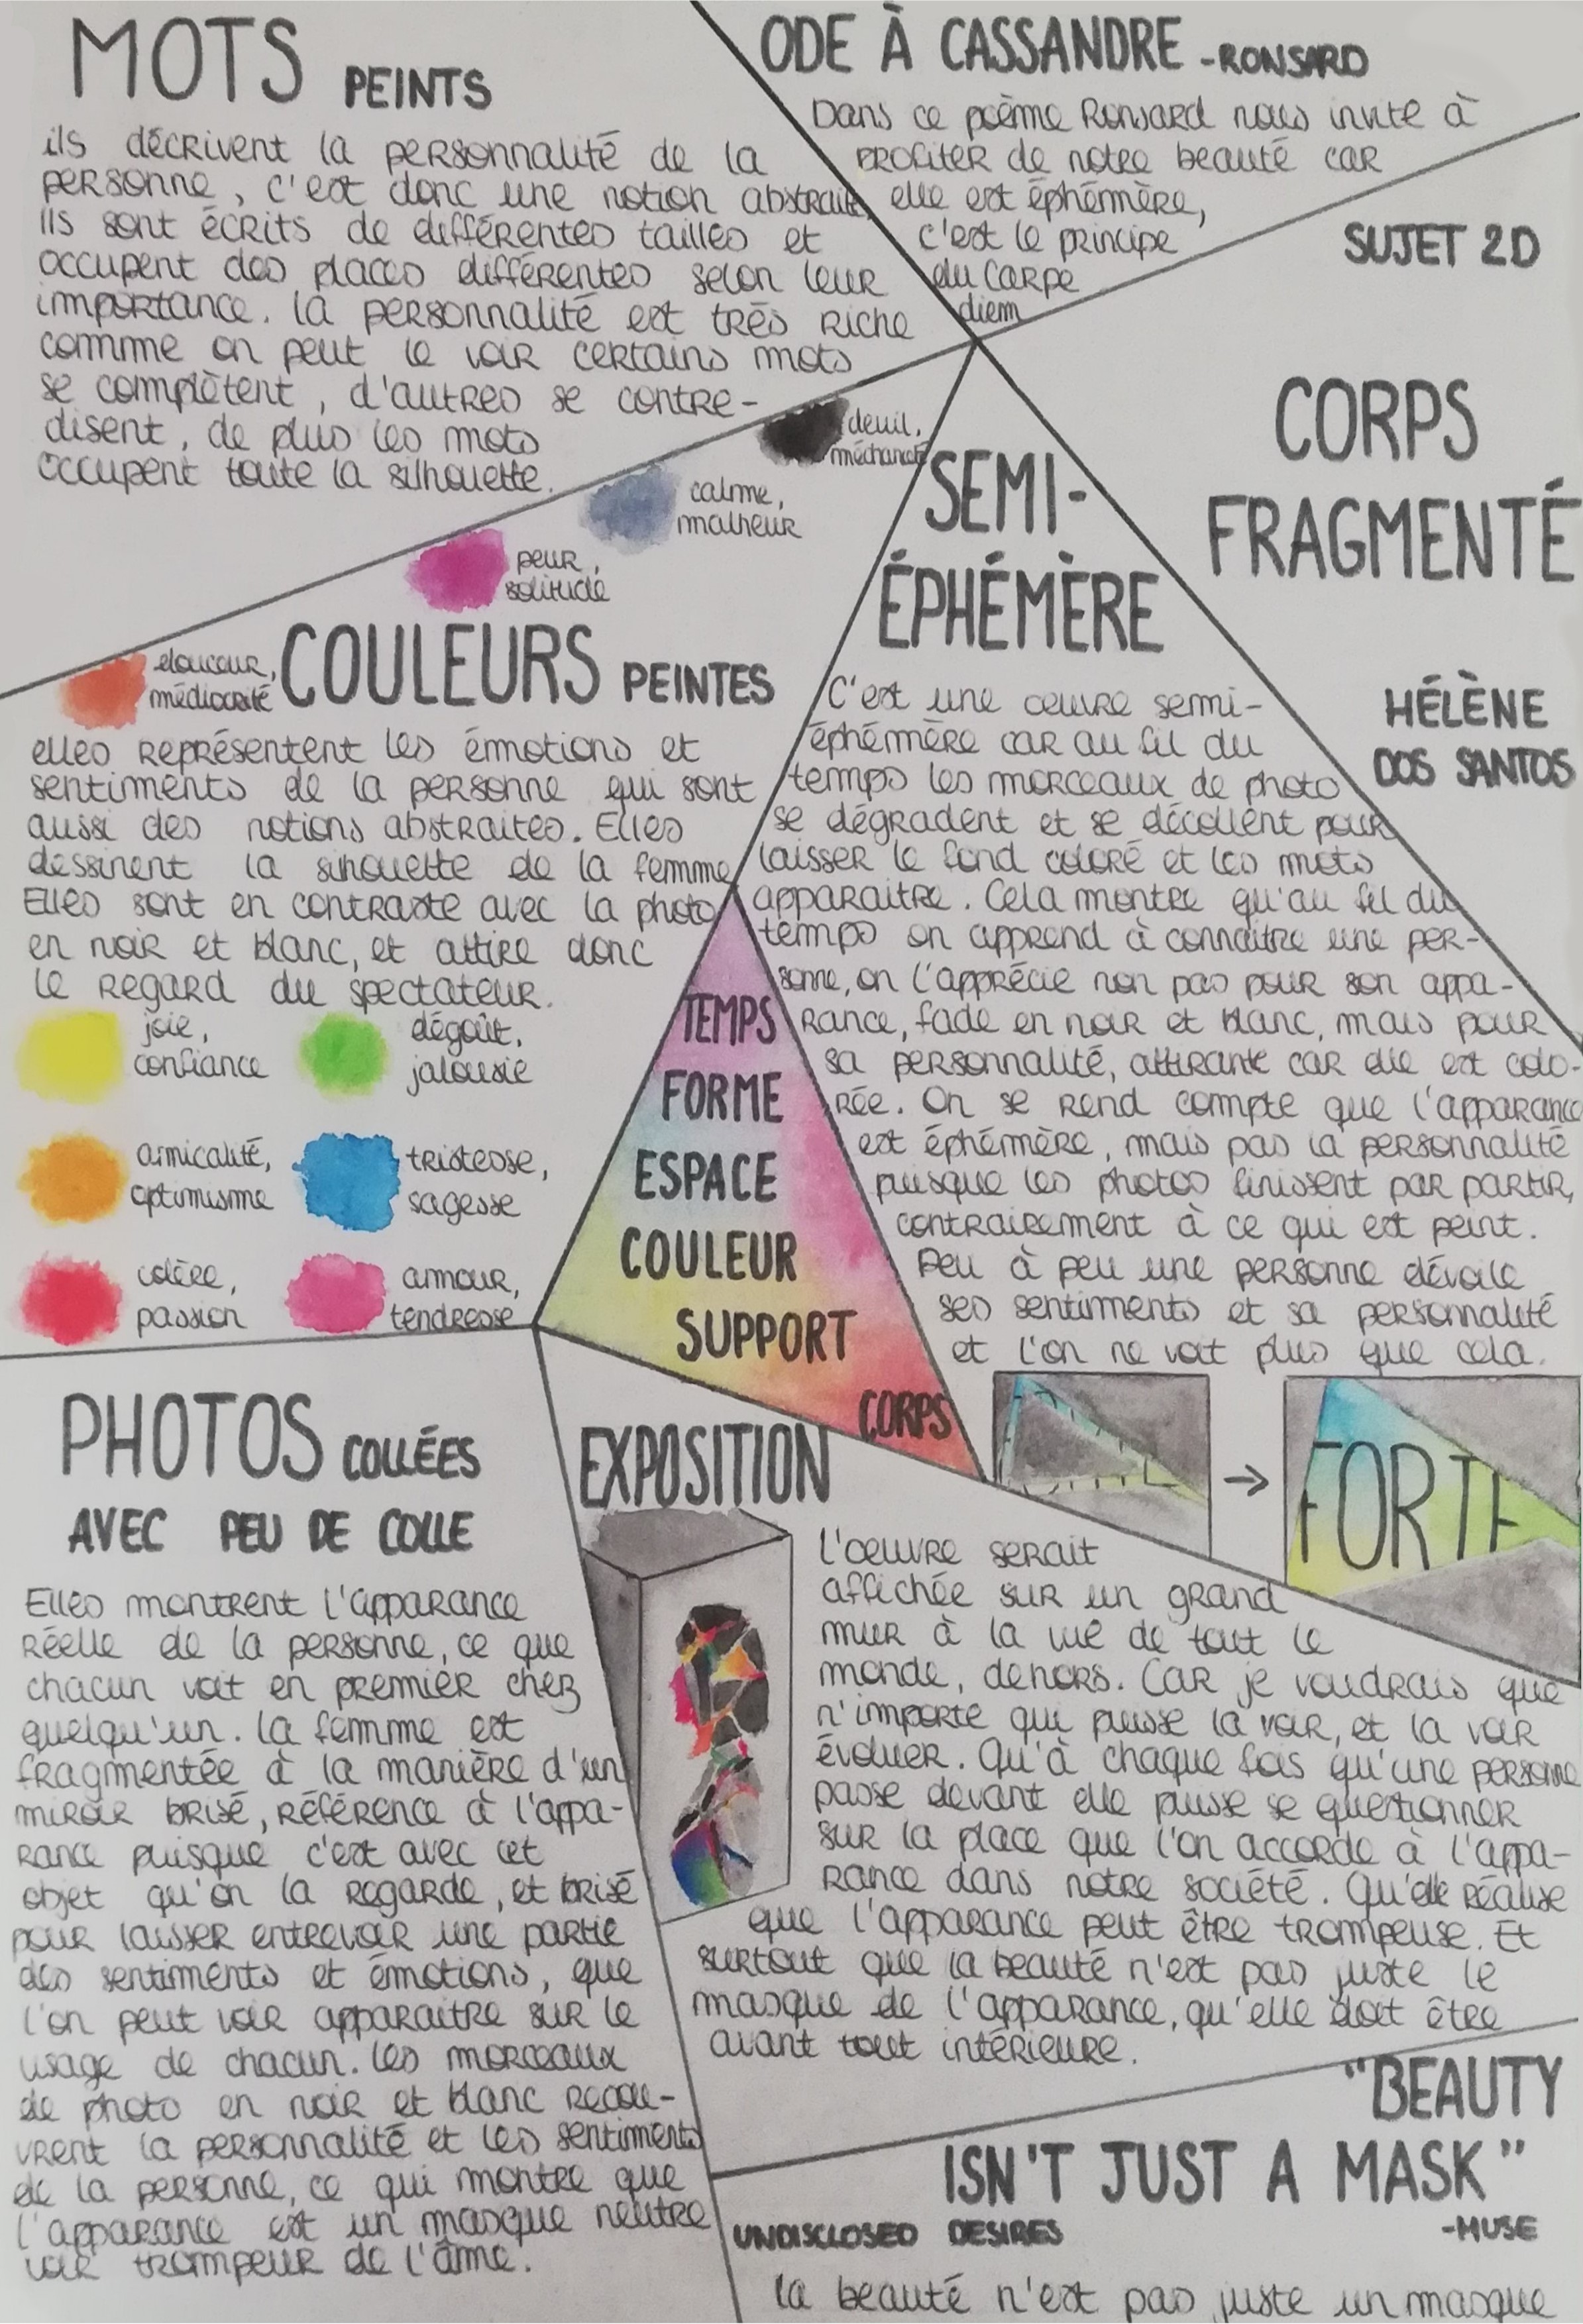 MOTS PEINTS
ils décrivent la personnalité de la
personne, c'est donc une notion abstraite,
Ils sont écrits de différentes tailles et
occupent des places différentes selon leur
importance. la personnalité est très riche
comme on peut le voir certains mots
se complètent, d'autres se contre-
disent, de plus les mots
occupent toute la silhouette.
ODE À CASSANDRE - RONSARD
Dans ce poème Ronsard nous invite à
profiter de notre beauté car
elle est éphémère,
c'est le principe
du carpe
diem
SUJET 2D
CORPS
FRAGMENTÉ
HÉLÈNE
DOS SANTOS
deuil,
méchanceté
calme,
malheur
peur,
solitude
douceur,
médiocrité
COULEURS PEINTES
elles représentent les émotions et
sentiments de la personne qui sont
aussi des notions abstraites. Elles
dessinent la silhouette de la femme
Elles sont en contraste avec la photo
en noir et blanc, et attire donc
le regard du spectateur.
joie,
confiance
dégoût,
jalousie
amicalité,
optimisme
tristesse,
sagesse
colère,
passion
amour,
tendresse
SEMI-
ÉPHÉMÈRE
C'est une oeuvre semi-
éphémère car au fil du
temps les morceaux de photo
se dégradent et se décollent pour
laisser le fond coloré et les mots
apparaitre. Cela montre qu'au fil du
temps on apprend à connaitre une per-
sonne, on l'apprécie non pas pour son appa-
rance, fade en noir et blanc, mais pour
sa personnalité, attirante car elle est colo-
rée. On se rend compte que l'apparance
est éphémère, mais pas la personnalité
puisque les photos finissent par partir,
contrairement à ce qui est peint.
Peu à peu une personne dévoile
ses sentiments et sa personnalité
et l'on ne voit plus que cela.
TEMPS
FORME
ESPACE
COULEUR
SUPPORT
CORPS
FORTE
PHOTOS COLLÉES
AVEC PEU DE COLLE
Elles montrent l'apparance
réelle de la personne, ce que
chacun voit en premier chez
quelqu'un. la femme est
fragmentée à la manière d'un
miroir brisé, référence à l'appa-
rance puisque c'est avec cet
objet qu'on la regarde, et brisé
pour laisser entrevoir une partie
des sentiments et émotions, que
l'on peut voir apparaitre sur le
visage de chacun. les morceaux
de photo en noir et blanc recou-
vrent la personnalité et les sentiments
de la personne, ce qui montre que
l'apparance est un masque neutre
voir trompeur de l'âme.
EXPOSITION
L'oeuvre serait
affichée sur un grand
mur à la vue de tout le
monde, dehors. Car je voudrais que
n'importe qui puisse la voir, et la voir
évoluer. Qu'à chaque fois qu'une personne
passe devant elle puisse se questionner
sur la place que l'on accorde à l'appa-
rance dans notre société. Qu'elle réalise
que l'apparance peut être trompeuse. Et
surtout que la beauté n'est pas juste le
masque de l'apparance, qu'elle doit être
avant tout intérieure.
"BEAUTY
ISN'T JUST A MASK"
UNDISCLOSED DESIRES -MUSE
la beauté n'est pas juste un masque